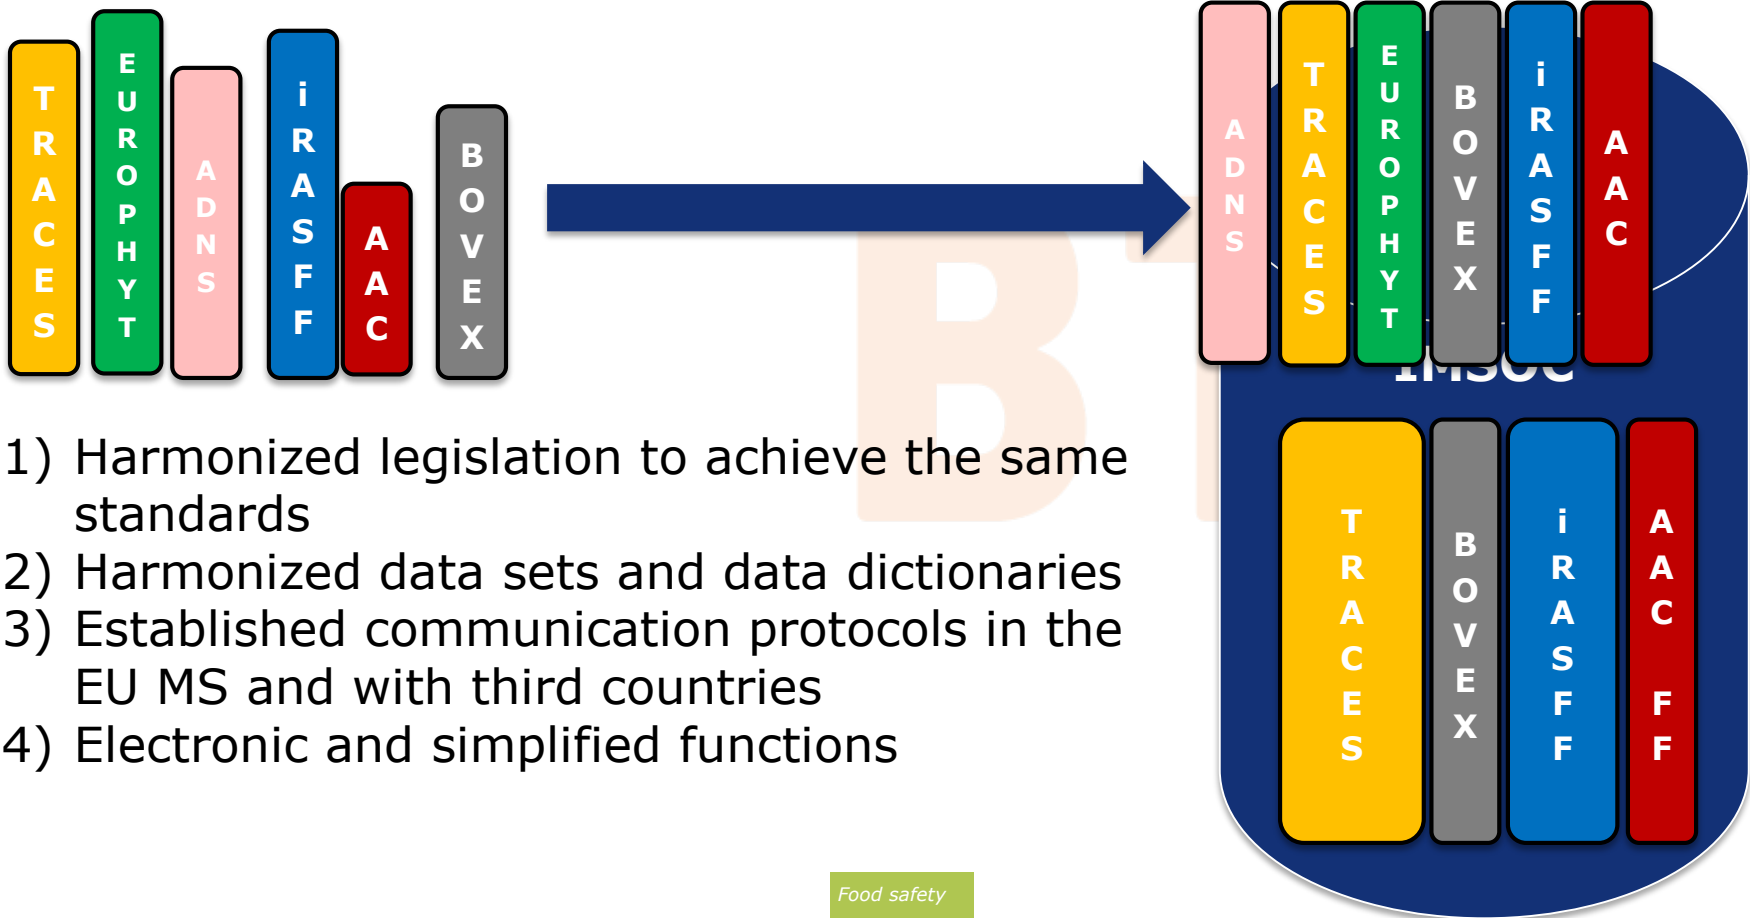 TRACES
EUROPHYT
ADNS
iRASFF
AAC
BOVEX
ADNS
TRACES
EUROPHYT
BOVEX
iRASFF
AAC
IMSOC
1) Harmonized legislation to achieve the same
standards
2) Harmonized data sets and data dictionaries
3) Established communication protocols in the
EU MS and with third countries
4) Electronic and simplified functions
TRACES
BOVEX
iRASFF
AAC FF
Food safety